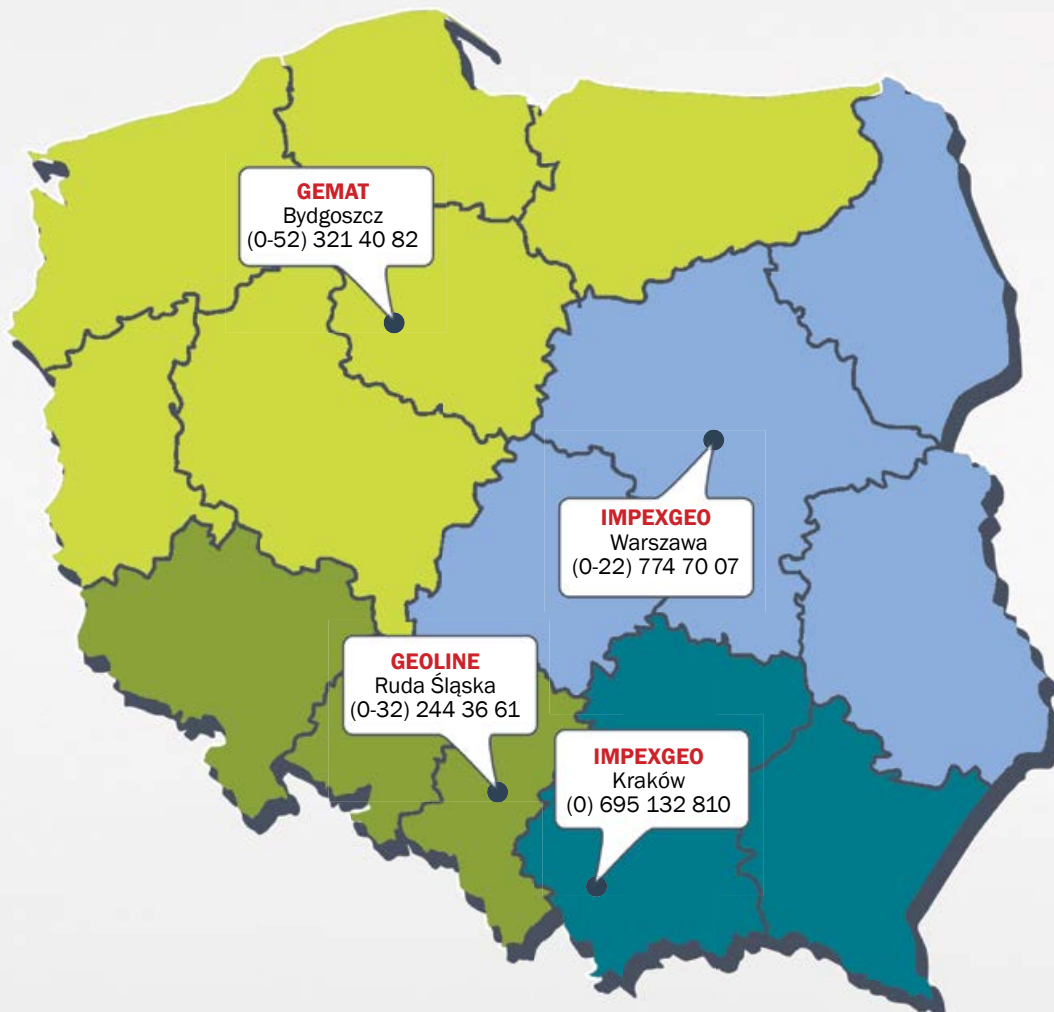 GEMAT
Bydgoszcz
(0-52) 321 40 82
IMPEXGEO
Warszawa
(0-22) 774 70 07
GEOLINE
Ruda Śląska
(0-32) 244 36 61
IMPEXGEO
Kraków
(0) 695 132 810